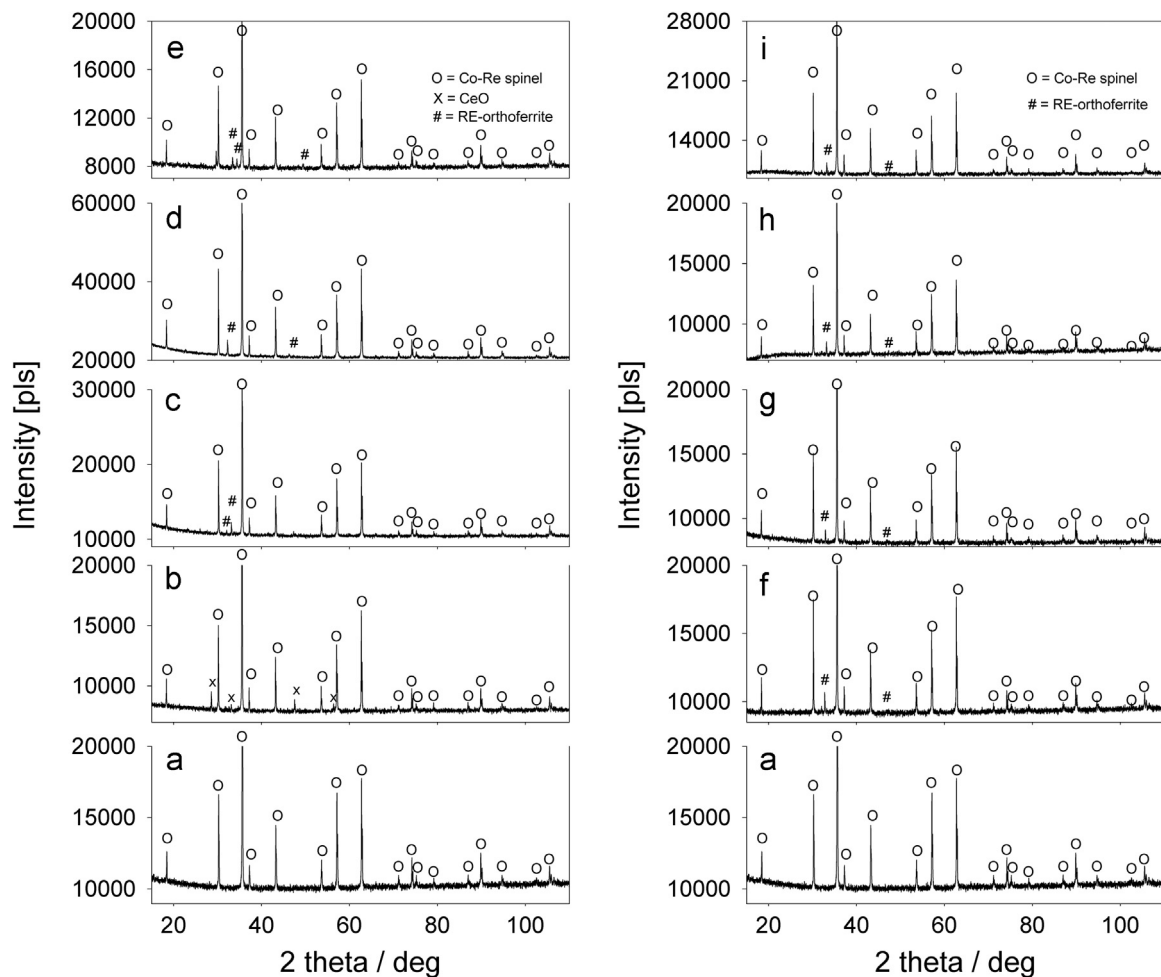 e
20000
16000
12000
8000
O O O O O O O O O O O O O O O O O
# # #
O = Co-Re spinel
x = CeO
# = RE-orthoferrite
d
60000
40000
20000
O O O O O O O O O O O O O O O O O
# #
c
30000
20000
10000
O O O O O O O O O O O O O O O O O
# #
b
20000
15000
10000
O O O O O O O O O O O O O O O O O
x x x x
a
20000
15000
10000
O O O O O O O O O O O O O O O O O
20 40 60 80 100
2 theta / deg
Intensity [pls]
i
28000
21000
14000
O O O O O O O O O O O O O O O O O
# #
O = Co-Re spinel
# = RE-orthoferrite
h
20000
15000
10000
O O O O O O O O O O O O O O O O O
# #
g
20000
15000
10000
O O O O O O O O O O O O O O O O O
# #
f
20000
15000
10000
O O O O O O O O O O O O O O O O O
# #
a
20000
15000
10000
O O O O O O O O O O O O O O O O O
20 40 60 80 100
2 theta / deg
Intensity [pls]